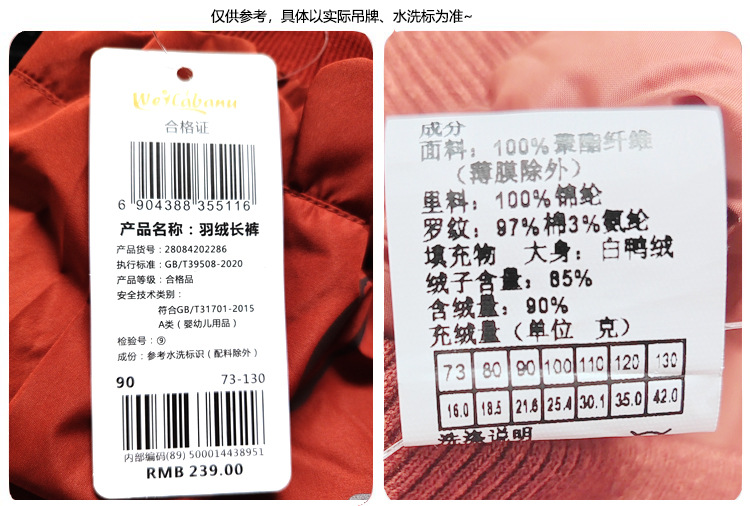 仅供参考，具体以实际吊牌、水洗标为准~
WoriGabanu
合格证
6 904388 355116
产品名称：羽绒长裤
产品货号：28084202286
执行标准：GB/T39508-2020
产品等级：合格品
安全技术类别：
符合GB/T31701-2015
A类（婴幼儿用品）
检验号：⑨
成份：参考水洗标识（配料除外）
90 73-130
内部编码(89) 500014438951
RMB 239.00
成分
面料：100%聚酯纤维
（薄膜除外）
里料：100%锦纶
罗纹：97%棉3%氨纶
填充物 大身：白鸭绒
绒子含量：85%
含绒量：90%
充绒量（单位 克）
73 80 90 100 110 120 130
16.0 18.5 21.6 25.4 30.1 35.0 42.0
洗涤说明